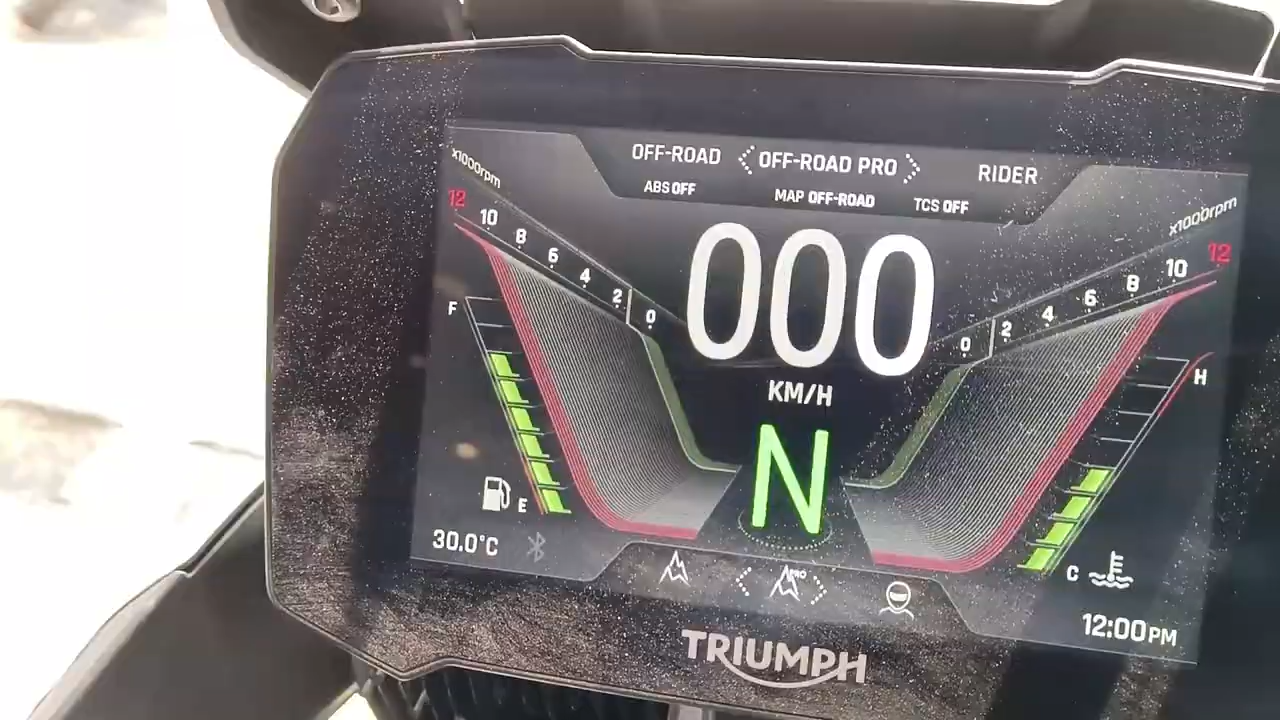 OFF-ROAD OFF-ROAD PRO RIDER
ABS OFF MAP OFF-ROAD TCS OFF
x1000rpm
12
10
8
6
4
2
0
x1000rpm
12
10
8
6
4
2
0
000
KM/H
N
F
E
H
C
30.0°C
PRO
12:00PM
TRIUMPH